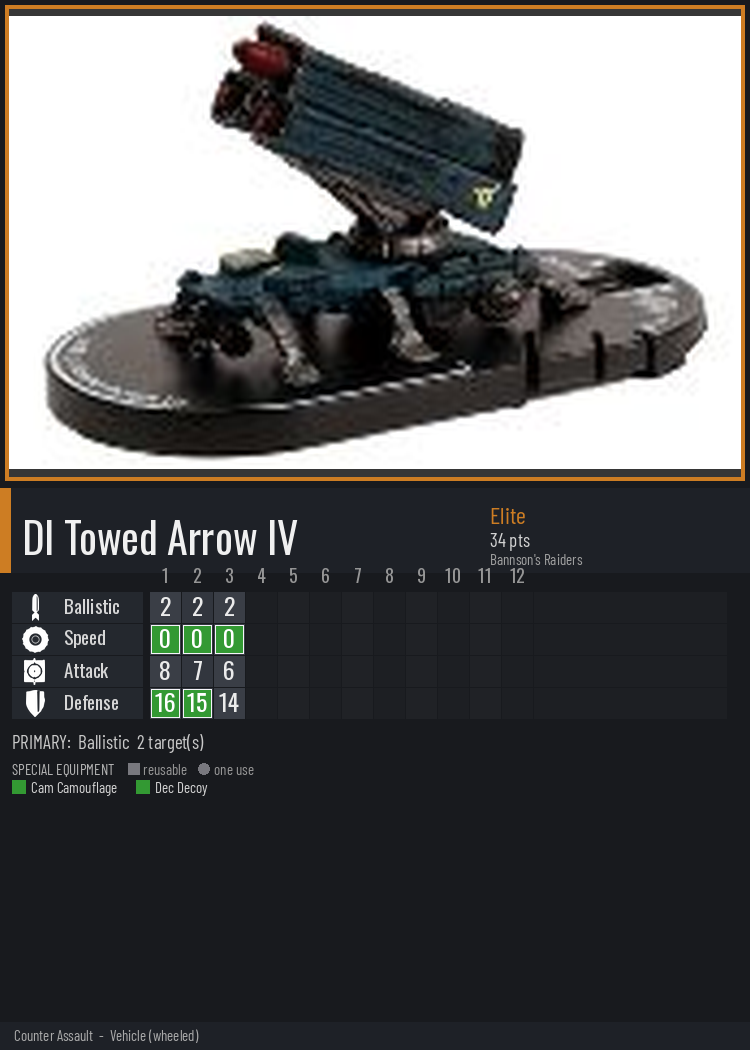 DI Towed Arrow IV
Elite
34 pts
Bannson's Raiders
1 2 3 4 5 6 7 8 9 10 11 12
Ballistic 2 2 2
Speed 0 0 0
Attack 8 7 6
Defense 16 15 14
PRIMARY: Ballistic 2 target(s)
SPECIAL EQUIPMENT reusable one use
Cam Camouflage Dec Decoy
Counter Assault - Vehicle (wheeled)